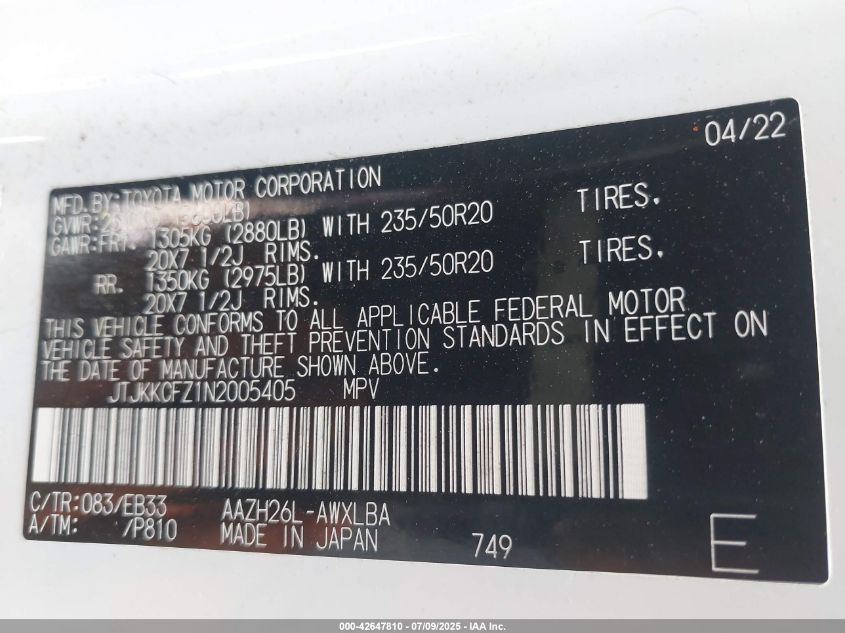 04/22
MFD.BY:TOYOTA MOTOR CORPORATION
GVWR:
GAWR:FRT. 1305KG (2880LB) WITH 235/50R20 TIRES.
20X7 1/2J RIMS.
RR. 1350KG (2975LB) WITH 235/50R20 TIRES.
20X7 1/2J RIMS.
THIS VEHICLE CONFORMS TO ALL APPLICABLE FEDERAL MOTOR
VEHICLE SAFETY AND THEFT PREVENTION STANDARDS IN EFFECT ON
THE DATE OF MANUFACTURE SHOWN ABOVE.
JTJKKCFZ1N2005405 MPV
C/TR:083/EB33 AAZH26L-AWXLBA
A/TM: /P810 MADE IN JAPAN 749 E
000-42647810 - 07/09/2025 - IAA Inc.